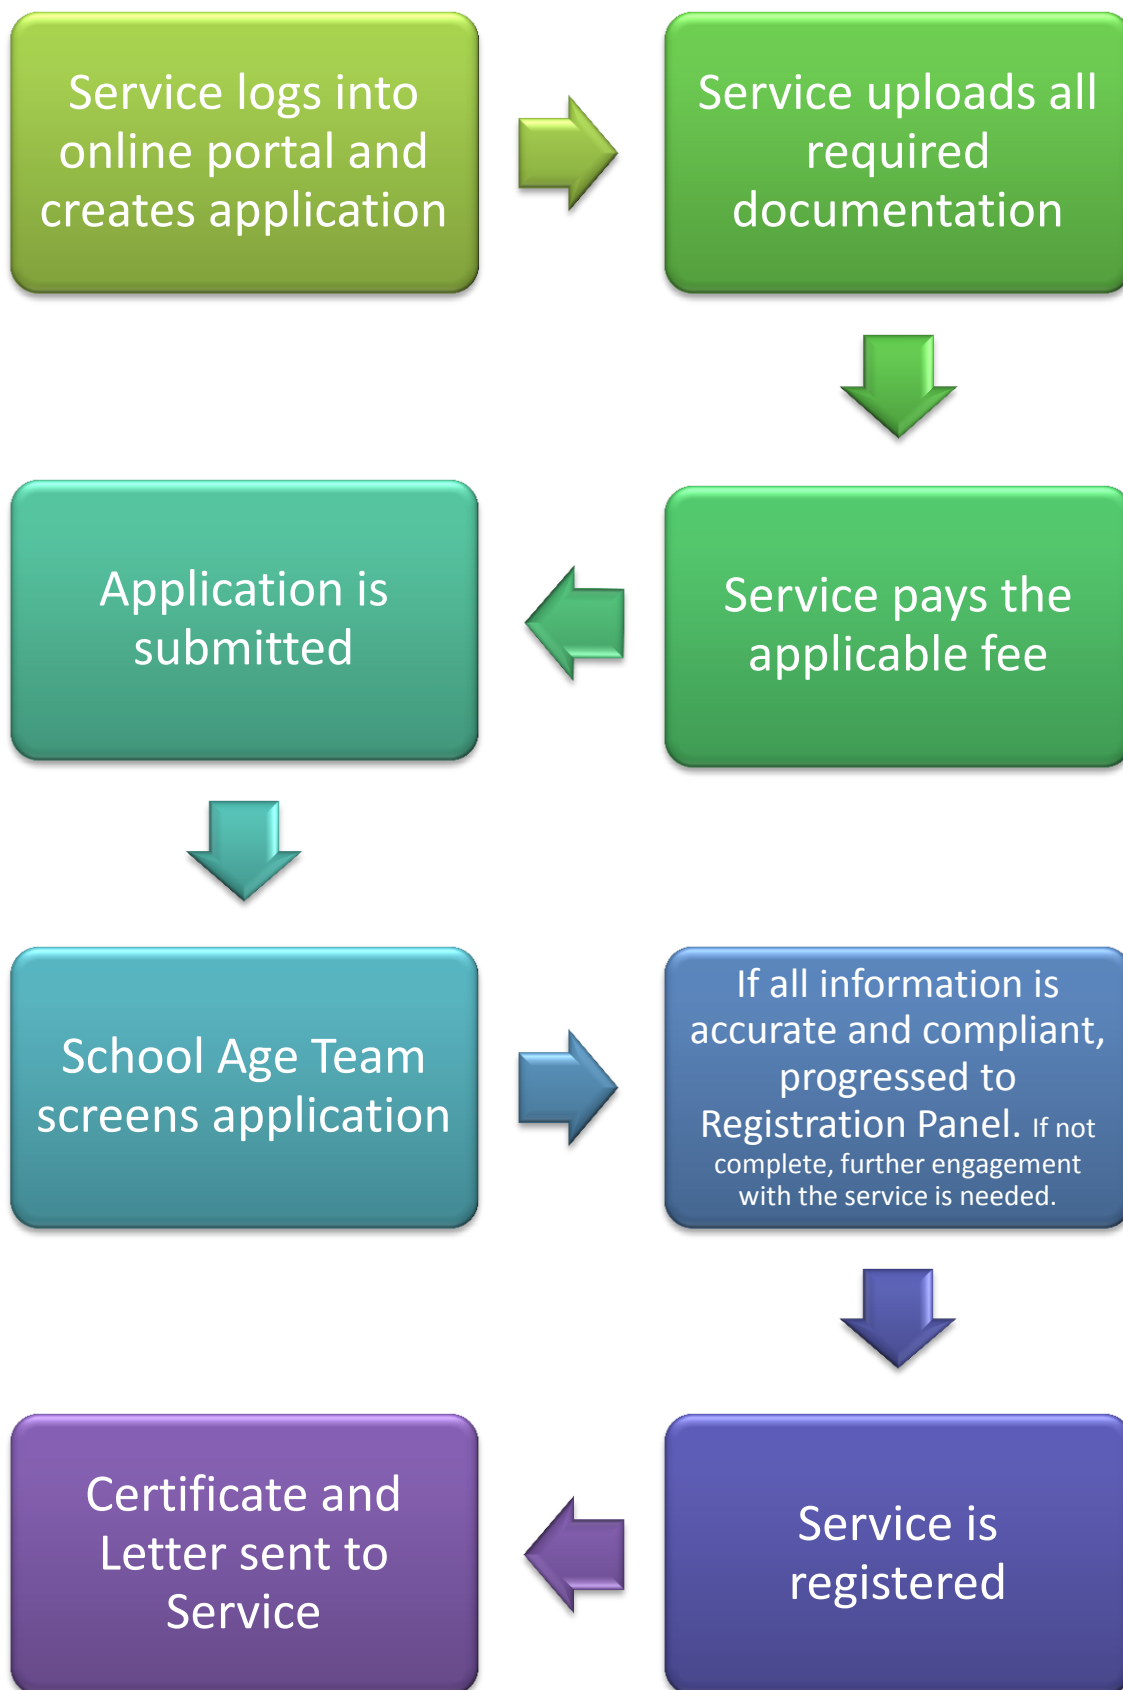 Service logs into
online portal and
creates application
Service uploads all
required
documentation
Service pays the
applicable fee
Application is
submitted
School Age Team
screens application
If all information is
accurate and compliant,
progressed to
Registration Panel. If not
complete, further engagement
with the service is needed.
Service is
registered
Certificate and
Letter sent to
Service